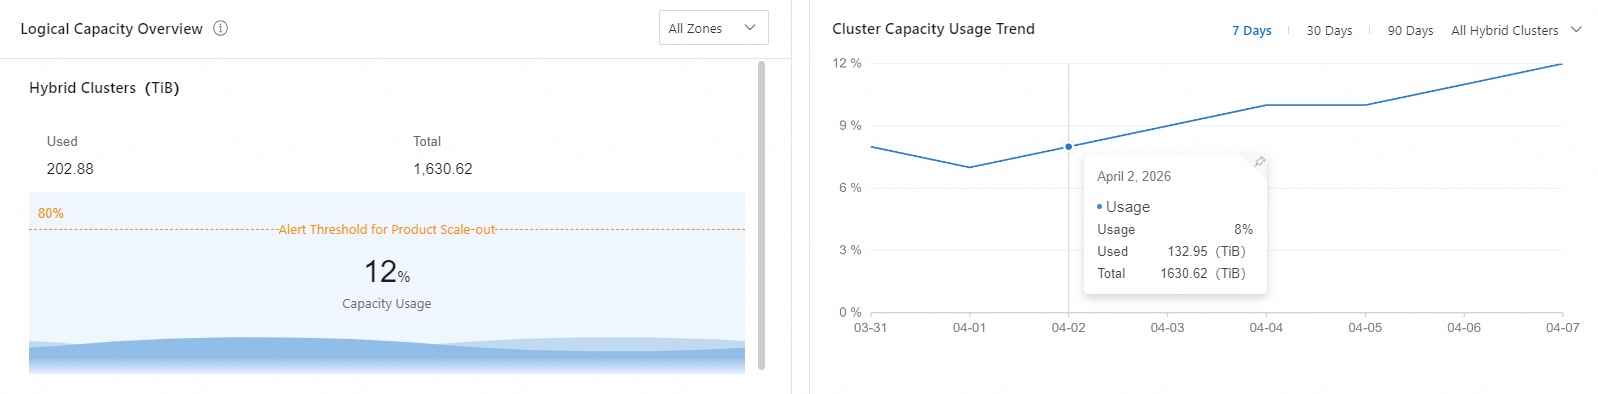 Logical Capacity Overview
All Zones
Hybrid Clusters (TiB)
Used
Total
202.88
1,630.62
80%
Alert Threshold for Product Scale-out
12%
Capacity Usage
Cluster Capacity Usage Trend
7 Days
30 Days
90 Days
All Hybrid Clusters
12 %
9 %
6 %
3 %
0 %
April 2, 2026
Usage
Usage 8%
Used 132.95 (TiB)
Total 1630.62 (TiB)
03-31 04-01 04-02 04-03 04-04 04-05 04-06 04-07